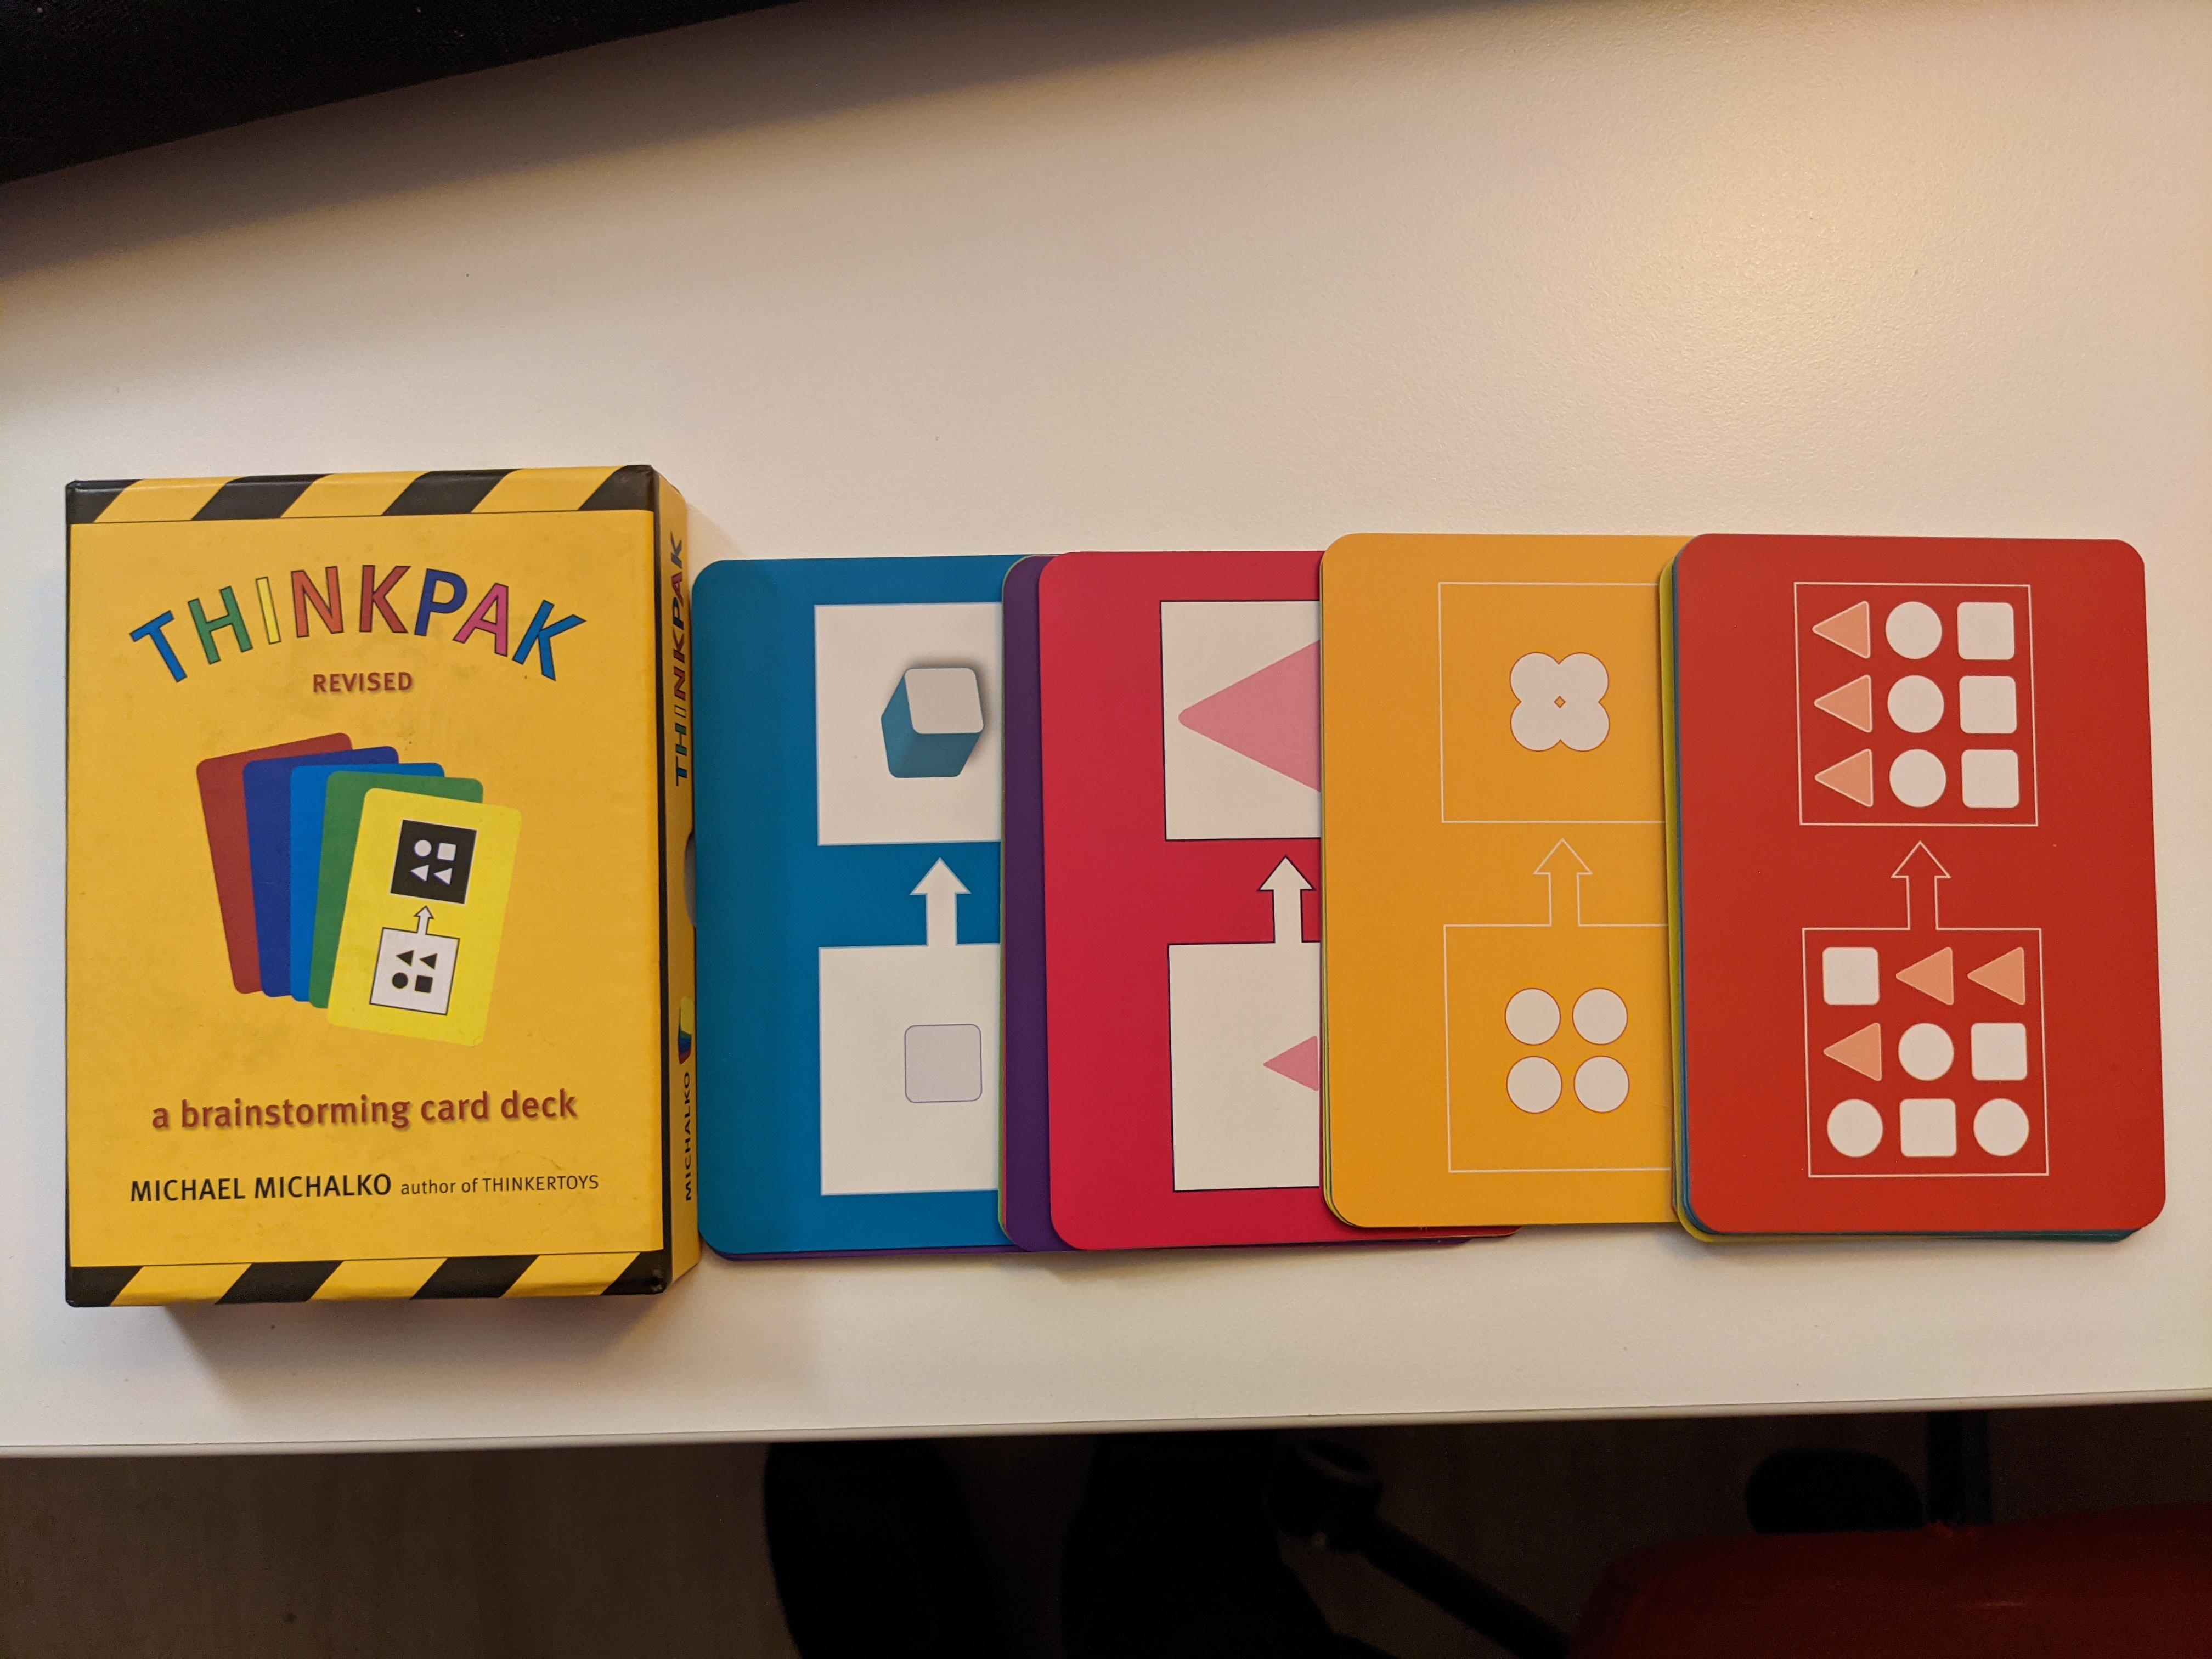 THINKPAK
REVISED
a brainstorming card deck
MICHAEL MICHALKO author of THINKERTOYS
THINKPAK
MICHALKO